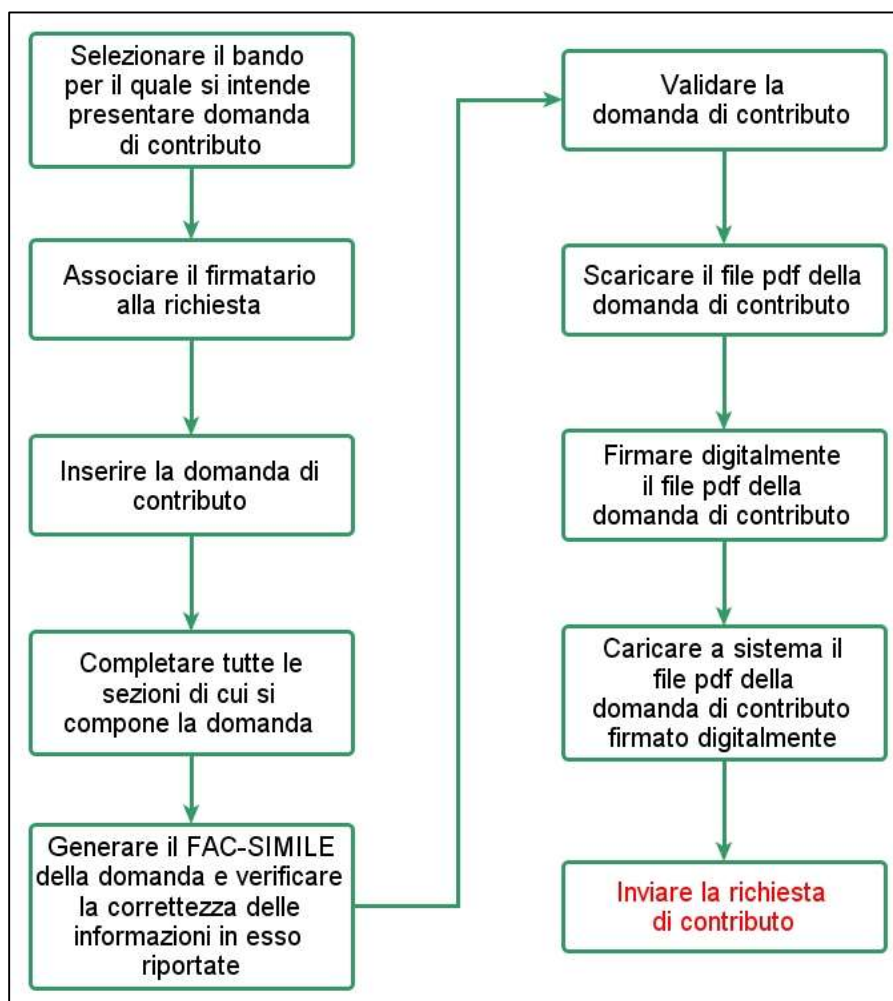 Selezionare il bando
per il quale si intende
presentare domanda
di contributo
Associare il firmatario
alla richiesta
Inserire la domanda di
contributo
Completare tutte le
sezioni di cui si
compone la domanda
Generare il FAC-SIMILE
della domanda e verificare
la correttezza delle
informazioni in esso
riportate
Validare la
domanda di contributo
Scaricare il file pdf della
domanda di contributo
Firmare digitalmente
il file pdf della
domanda di contributo
Caricare a sistema il
file pdf della
domanda di contributo
firmato digitalmente
Inviare la richiesta
di contributo